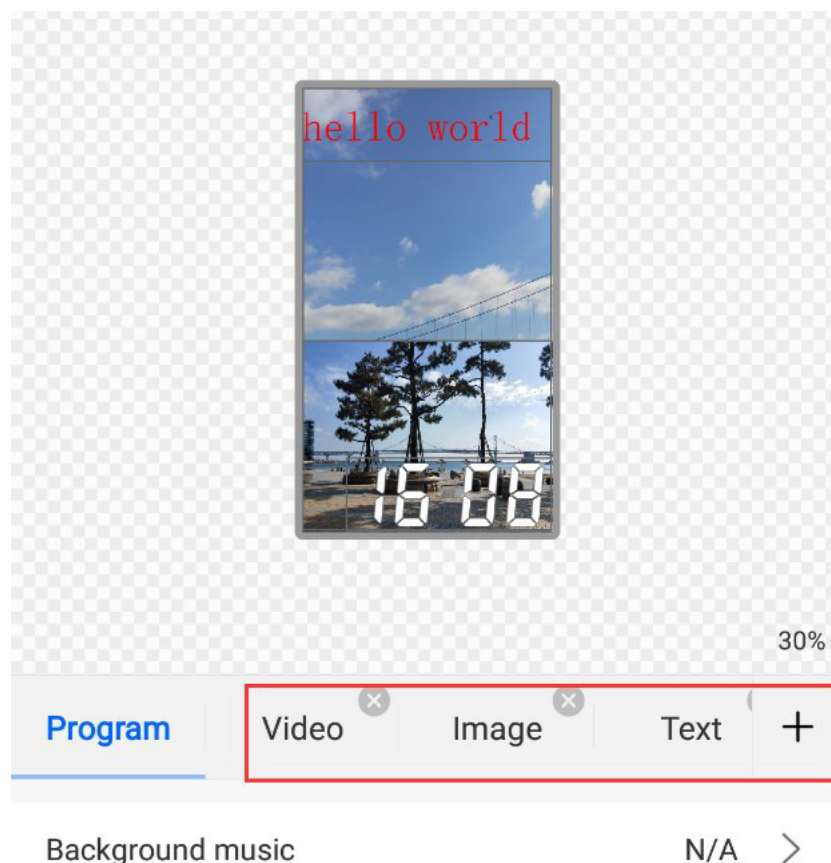 hello world
16 08
30%
Program Video Image Text +
Background music N/A >